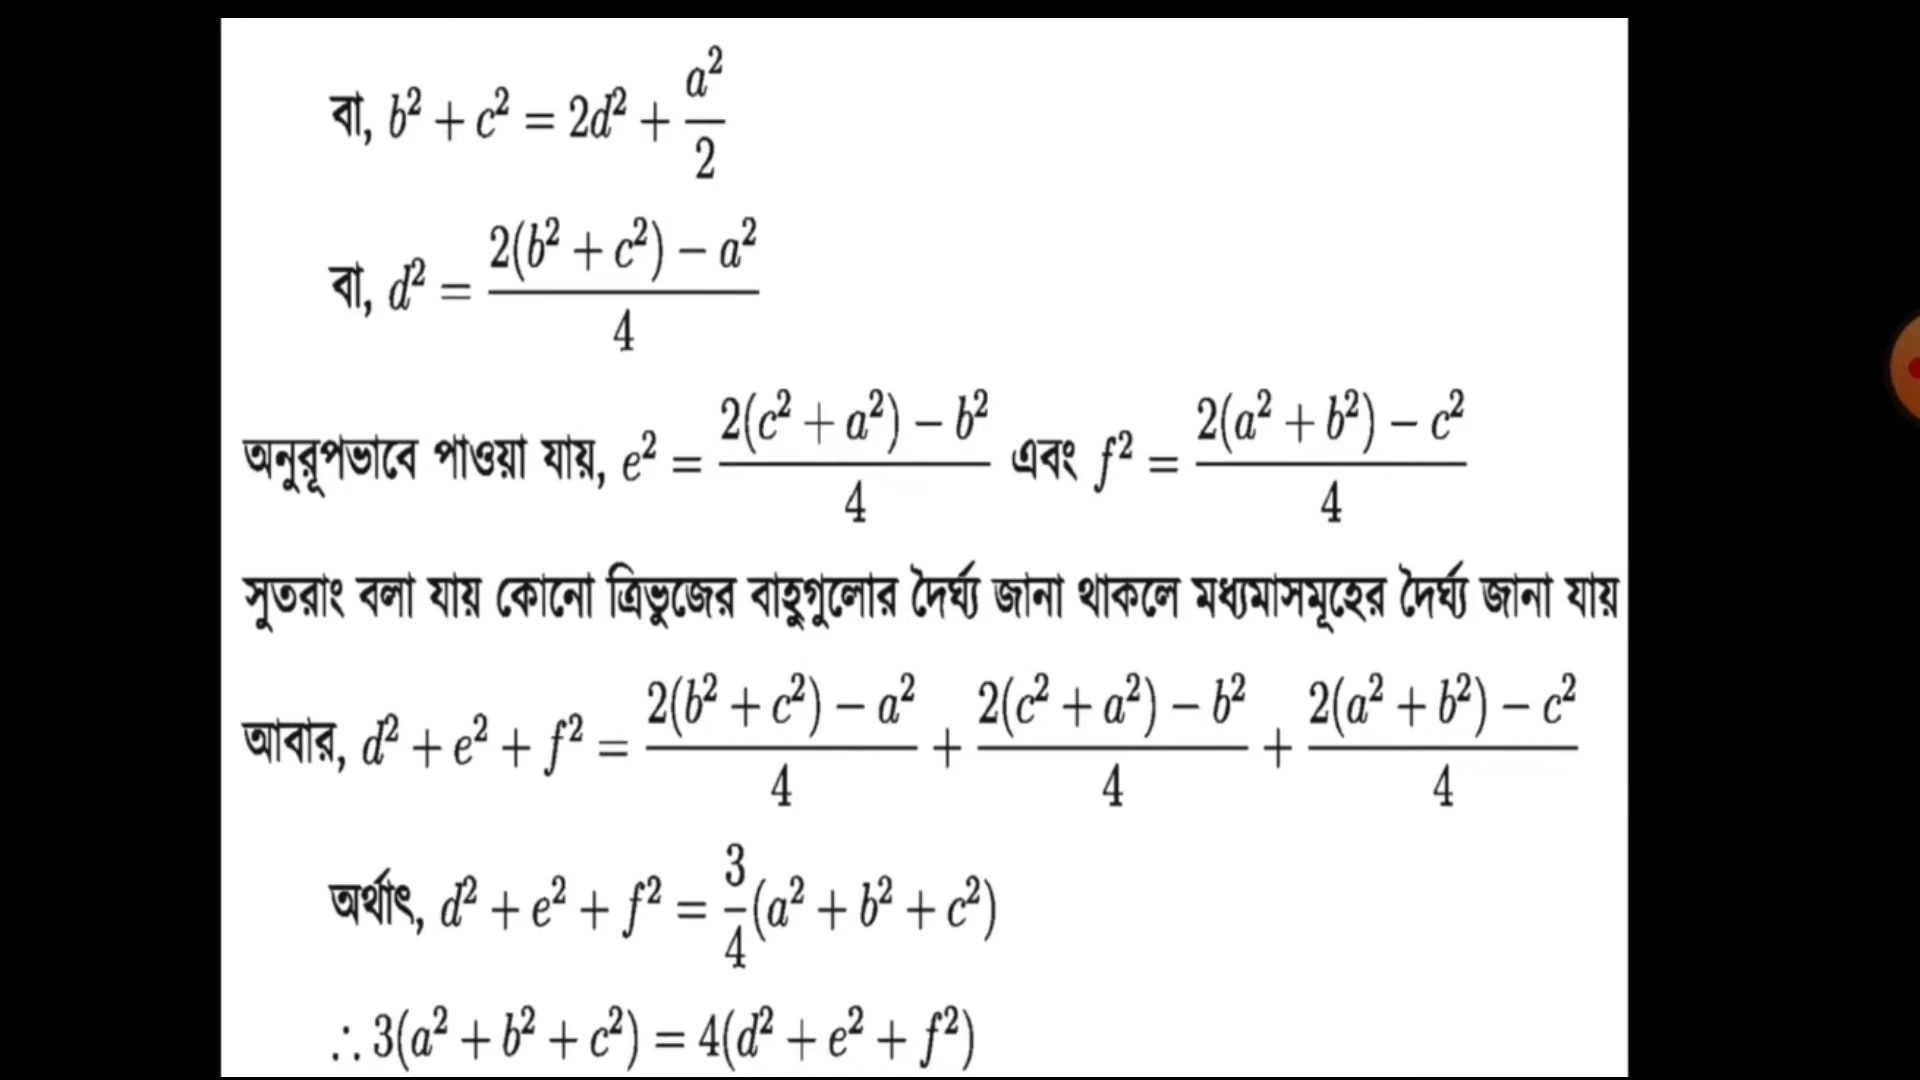 বা, b² + c² = 2d² + a²/2
বা, d² = (2(b² + c²) − a²)/4
অনুরূপভাবে পাওয়া যায়, e² = (2(c² + a²) − b²)/4 এবং f² = (2(a² + b²) − c²)/4
সুতরাং বলা যায় কোনো ত্রিভুজের বাহুগুলোর দৈর্ঘ্য জানা থাকলে মধ্যমাসমূহের দৈর্ঘ্য জানা যায়
আবার, d² + e² + f² = (2(b² + c²) − a²)/4 + (2(c² + a²) − b²)/4 + (2(a² + b²) − c²)/4
অর্থাৎ, d² + e² + f² = 3/4(a² + b² + c²)
∴ 3(a² + b² + c²) = 4(d² + e² + f²)